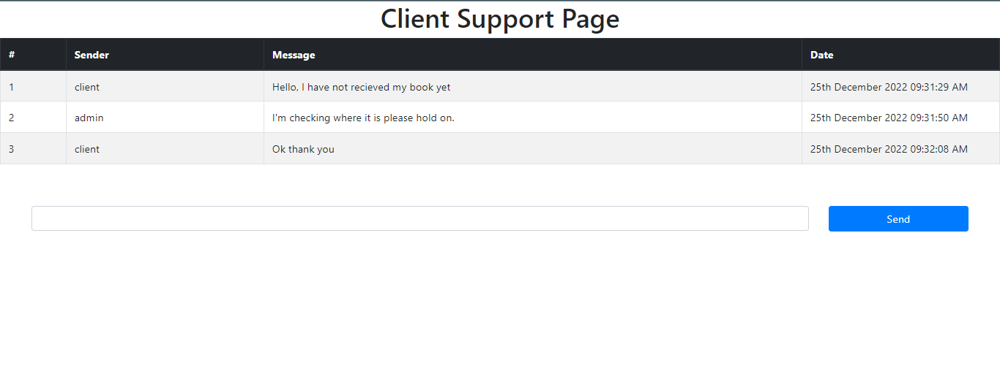 Client Support Page
# Sender Message Date
1 client Hello, I have not recieved my book yet 25th December 2022 09:31:29 AM
2 admin I'm checking where it is please hold on. 25th December 2022 09:31:50 AM
3 client Ok thank you 25th December 2022 09:32:08 AM
Send